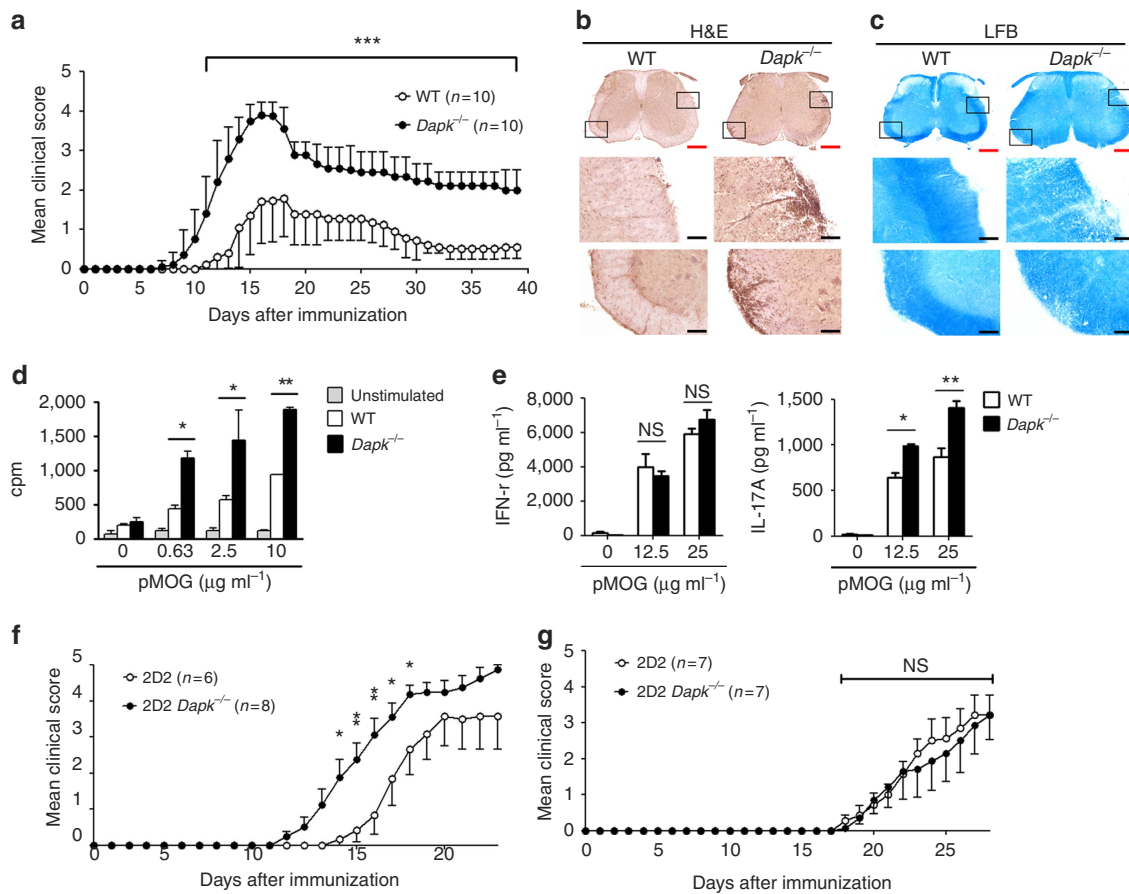 a
***
Mean clinical score
5
4
3
2
1
0
WT (n=10)
Dapk–/– (n=10)
0 5 10 15 20 25 30 35 40
Days after immunization
b
H&E
WT Dapk–/–
c
LFB
WT Dapk–/–
d
cpm
2,000
1,500
1,000
500
0
Unstimulated
WT
Dapk–/–
* * **
0 0.63 2.5 10
pMOG (μg ml–1)
e
IFN-r (pg ml–1)
8,000
6,000
4,000
2,000
0
NS NS
0 12.5 25
pMOG (μg ml–1)
IL-17A (pg ml–1)
1,500
1,000
500
0
* **
WT
Dapk–/–
0 12.5 25
pMOG (μg ml–1)
f
Mean clinical score
5
4
3
2
1
0
2D2 (n=6)
2D2 Dapk–/– (n=8)
* ** ** * *
0 5 10 15 20
Days after immunization
g
Mean clinical score
5
4
3
2
1
0
2D2 (n=7)
2D2 Dapk–/– (n=7)
NS
0 5 10 15 20 25
Days after immunization